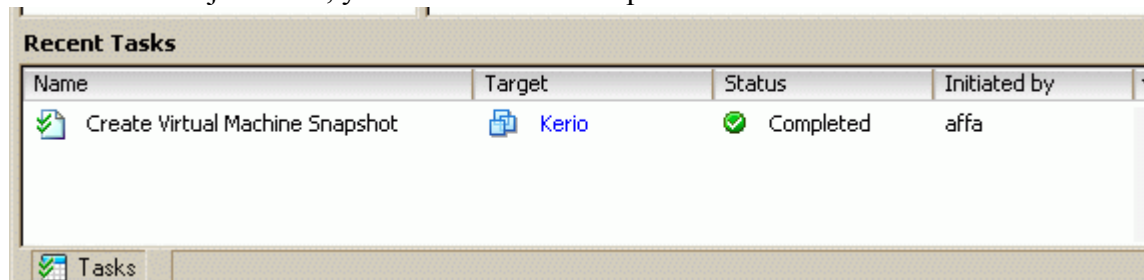 Recent Tasks
Name Target Status Initiated by
Create Virtual Machine Snapshot Kerio Completed affa
Tasks